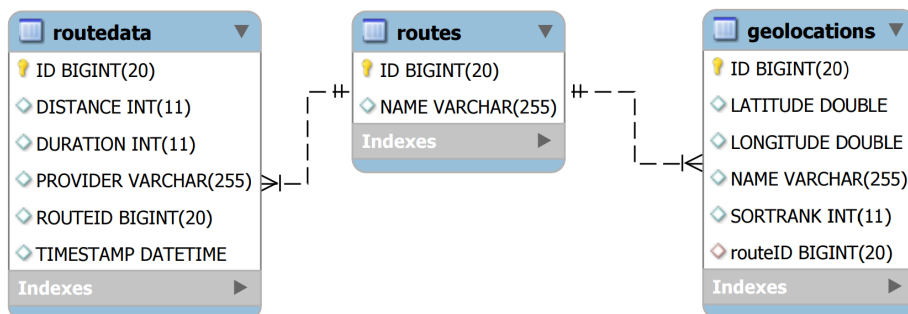 routedata
ID BIGINT(20)
DISTANCE INT(11)
DURATION INT(11)
PROVIDER VARCHAR(255)
ROUTEID BIGINT(20)
TIMESTAMP DATETIME
Indexes
routes
ID BIGINT(20)
NAME VARCHAR(255)
Indexes
geolocations
ID BIGINT(20)
LATITUDE DOUBLE
LONGITUDE DOUBLE
NAME VARCHAR(255)
SORTRANK INT(11)
routeID BIGINT(20)
Indexes